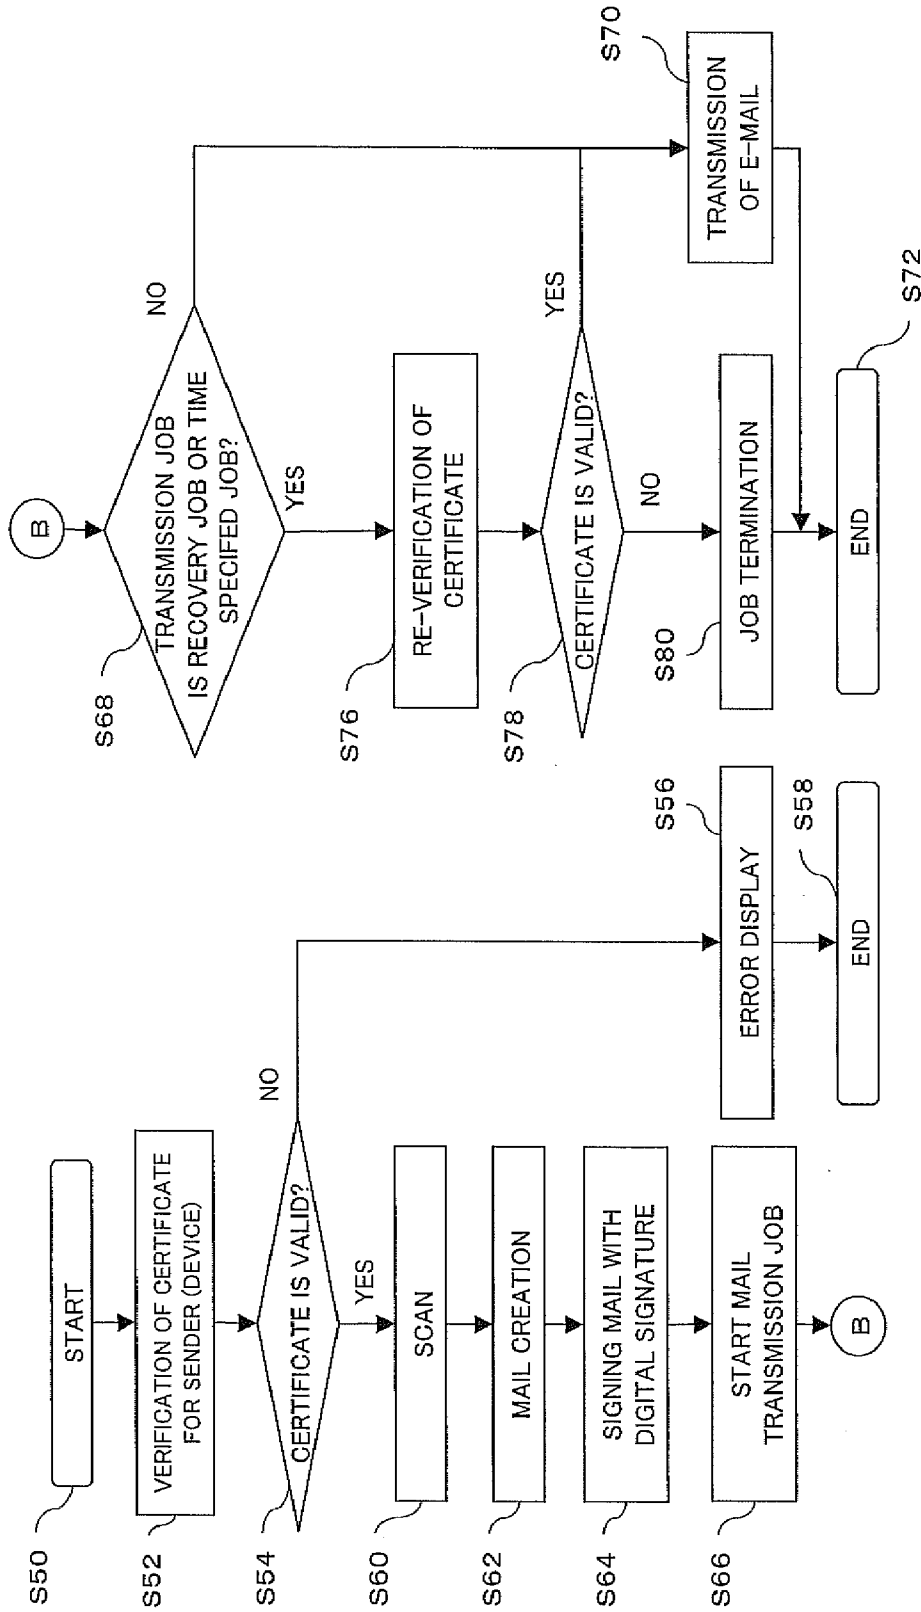 S50
START
S52
VERIFICATION OF CERTIFICATE
FOR SENDER (DEVICE)
S54
CERTIFICATE IS VALID?
NO
YES
S60
SCAN
S62
MAIL CREATION
S64
SIGNING MAIL WITH
DIGITAL SIGNATURE
S66
START MAIL
TRANSMISSION JOB
B
S56
ERROR DISPLAY
S58
END
B
S68
TRANSMISSION JOB
IS RECOVERY JOB OR TIME
SPECIFED JOB?
NO
YES
S76
RE-VERIFICATION OF
CERTIFICATE
S78
CERTIFICATE IS VALID?
YES
NO
S70
TRANSMISSION
OF E-MAIL
S80
JOB TERMINATION
S72
END